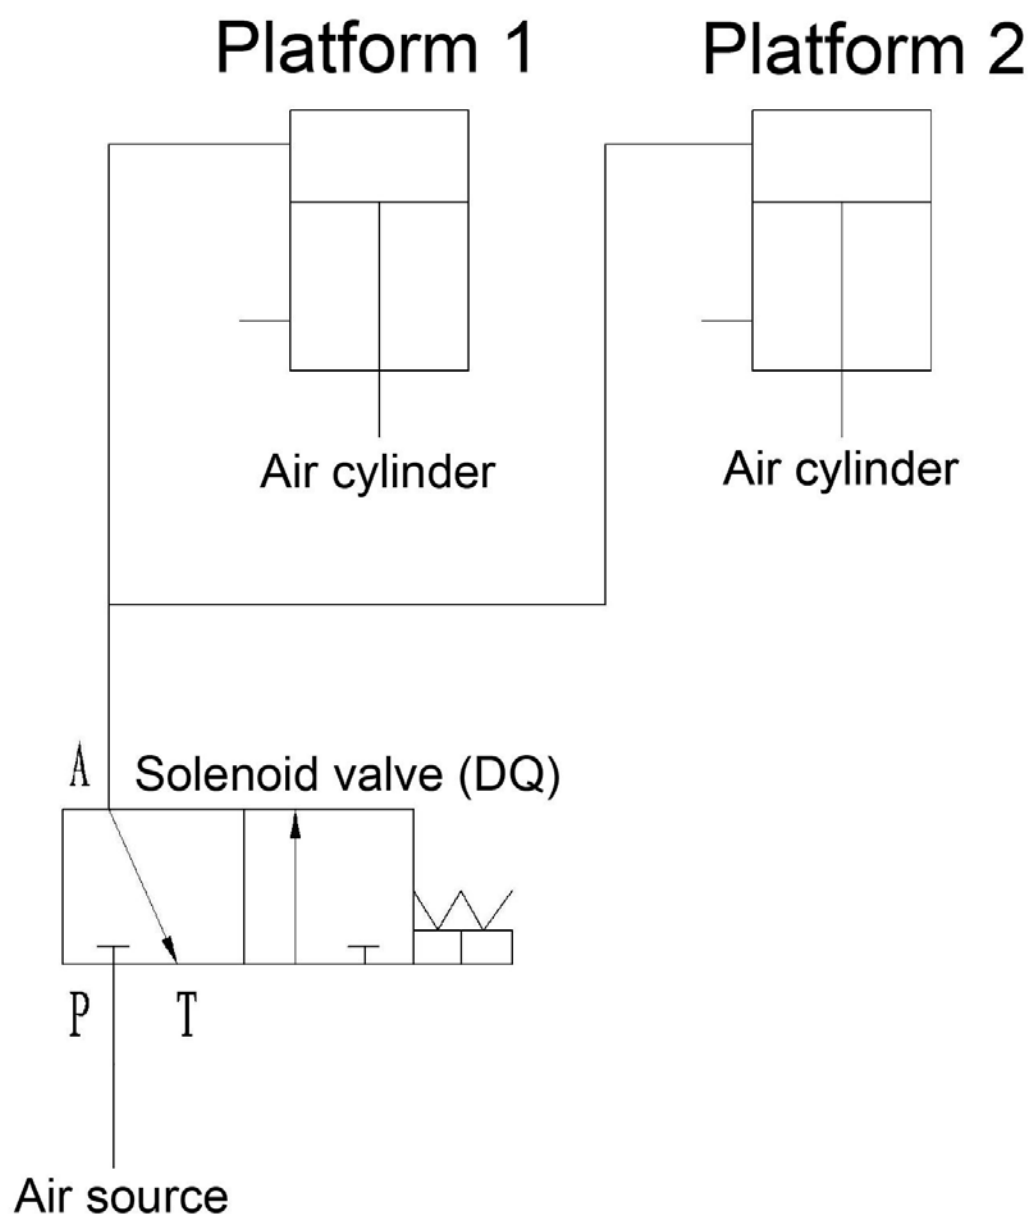 Platform 1
Platform 2
Air cylinder
Air cylinder
A
Solenoid valve (DQ)
P
T
Air source